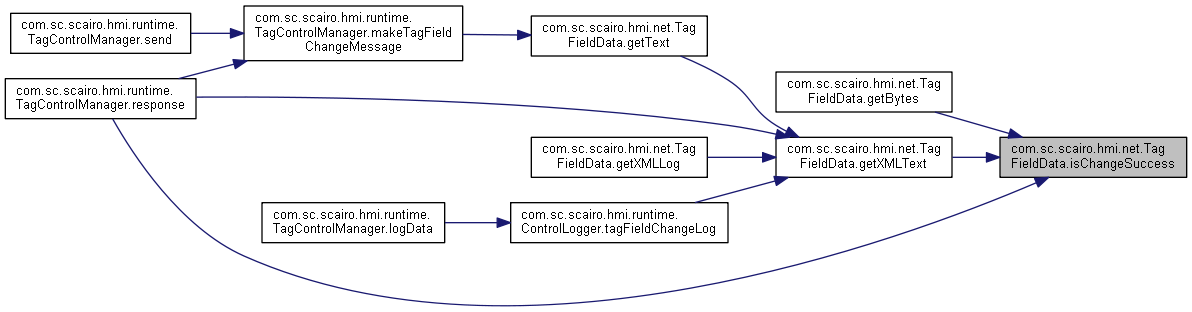 com.sc.scairo.hmi.runtime.
TagControlManager.send
com.sc.scairo.hmi.runtime.
TagControlManager.makeTagField
ChangeMessage
com.sc.scairo.hmi.net.Tag
FieldData.getText
com.sc.scairo.hmi.runtime.
TagControlManager.response
com.sc.scairo.hmi.net.Tag
FieldData.getBytes
com.sc.scairo.hmi.net.Tag
FieldData.getXMLLog
com.sc.scairo.hmi.net.Tag
FieldData.getXMLText
com.sc.scairo.hmi.net.Tag
FieldData.isChangeSuccess
com.sc.scairo.hmi.runtime.
TagControlManager.logData
com.sc.scairo.hmi.runtime.
ControlLogger.tagFieldChangeLog